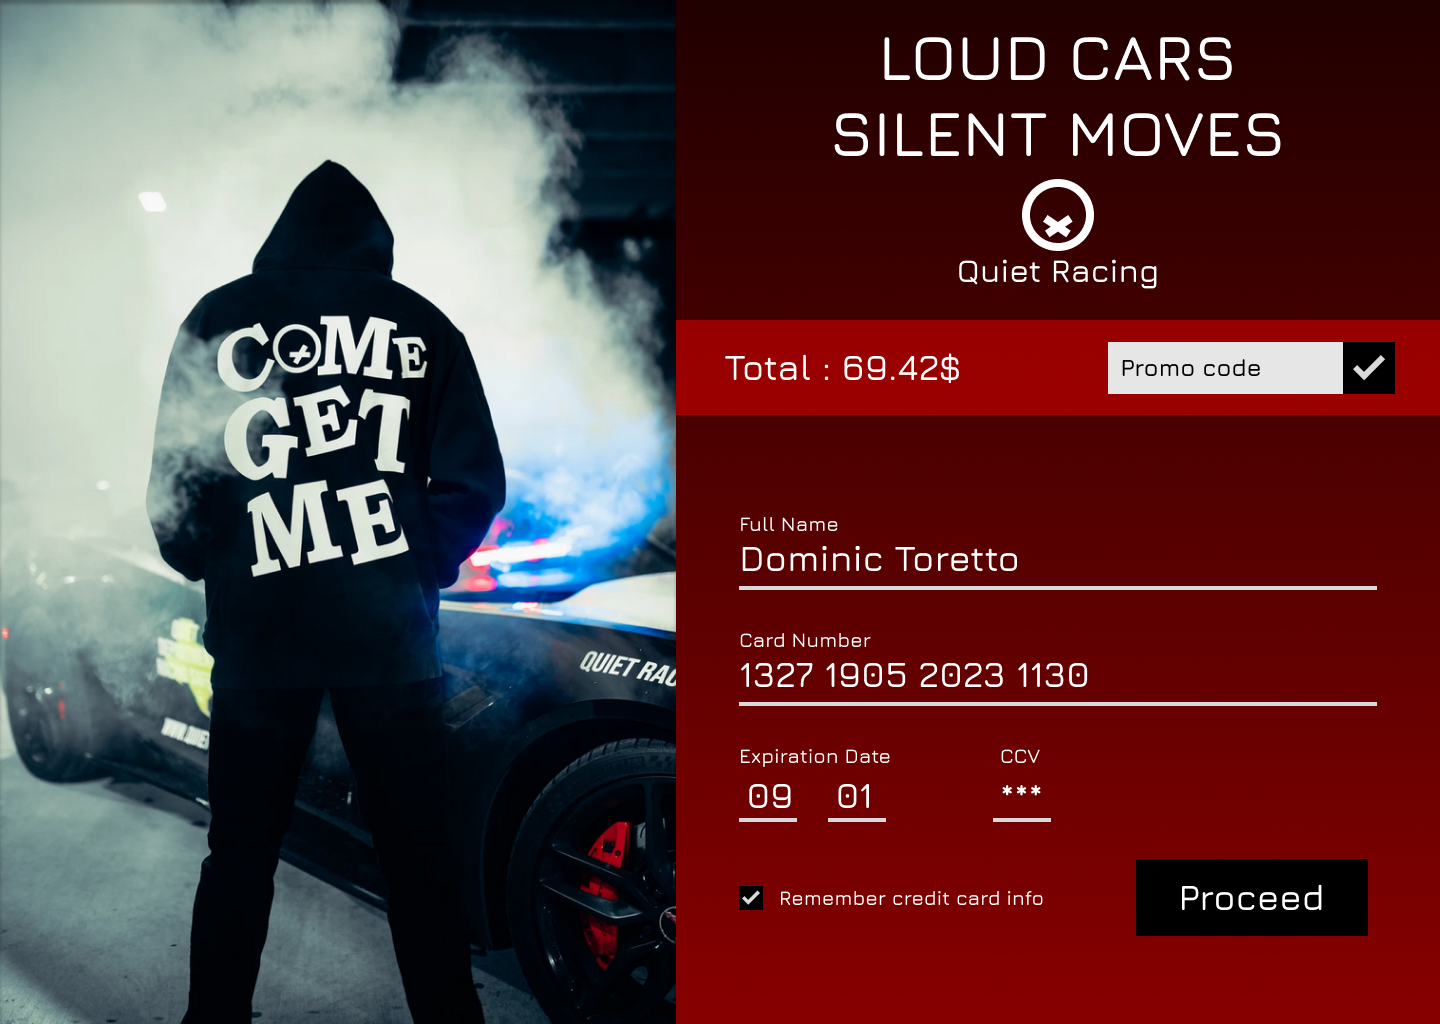 COME
GET
ME
QUIET RAC
LOUD CARS
SILENT MOVES
Quiet Racing
Total : 69.42$
Promo code
Full Name
Dominic Toretto
Card Number
1327 1905 2023 1130
Expiration Date
CCV
09 01 ***
Remember credit card info
Proceed